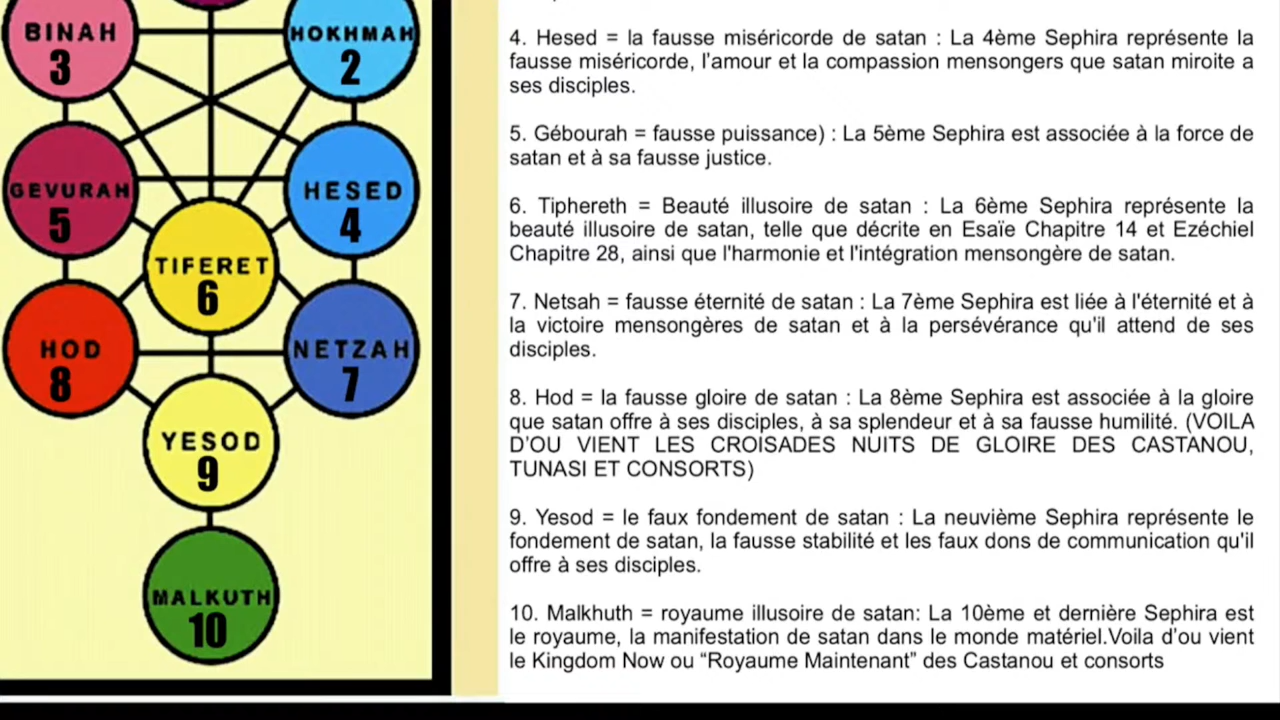 BINAH
3
HOKHMAH
2
GEVURAH
5
HESED
4
TIFERET
6
HOD
8
NETZAH
7
YESOD
9
MALKUTH
10
4. Hesed = la fausse miséricorde de satan : La 4ème Sephira représente la
fausse miséricorde, l'amour et la compassion mensongers que satan miroite a
ses disciples.
5. Gébourah = fausse puissance) : La 5ème Sephira est associée à la force de
satan et à sa fausse justice.
6. Tiphereth = Beauté illusoire de satan : La 6ème Sephira représente la
beauté illusoire de satan, telle que décrite en Esaïe Chapitre 14 et Ezéchiel
Chapitre 28, ainsi que l'harmonie et l'intégration mensongère de satan.
7. Netsah = fausse éternité de satan : La 7ème Sephira est liée à l'éternité et à
la victoire mensongères de satan et à la persévérance qu'il attend de ses
disciples.
8. Hod = la fausse gloire de satan : La 8ème Sephira est associée à la gloire
que satan offre à ses disciples, à sa splendeur et à sa fausse humilité. (VOILA
D'OU VIENT LES CROISADES NUITS DE GLOIRE DES CASTANOU,
TUNASI ET CONSORTS)
9. Yesod = le faux fondement de satan : La neuvième Sephira représente le
fondement de satan, la fausse stabilité et les faux dons de communication qu'il
offre à ses disciples.
10. Malkhuth = royaume illusoire de satan: La 10ème et dernière Sephira est
le royaume, la manifestation de satan dans le monde matériel.Voila d'ou vient
le Kingdom Now ou “Royaume Maintenant” des Castanou et consorts